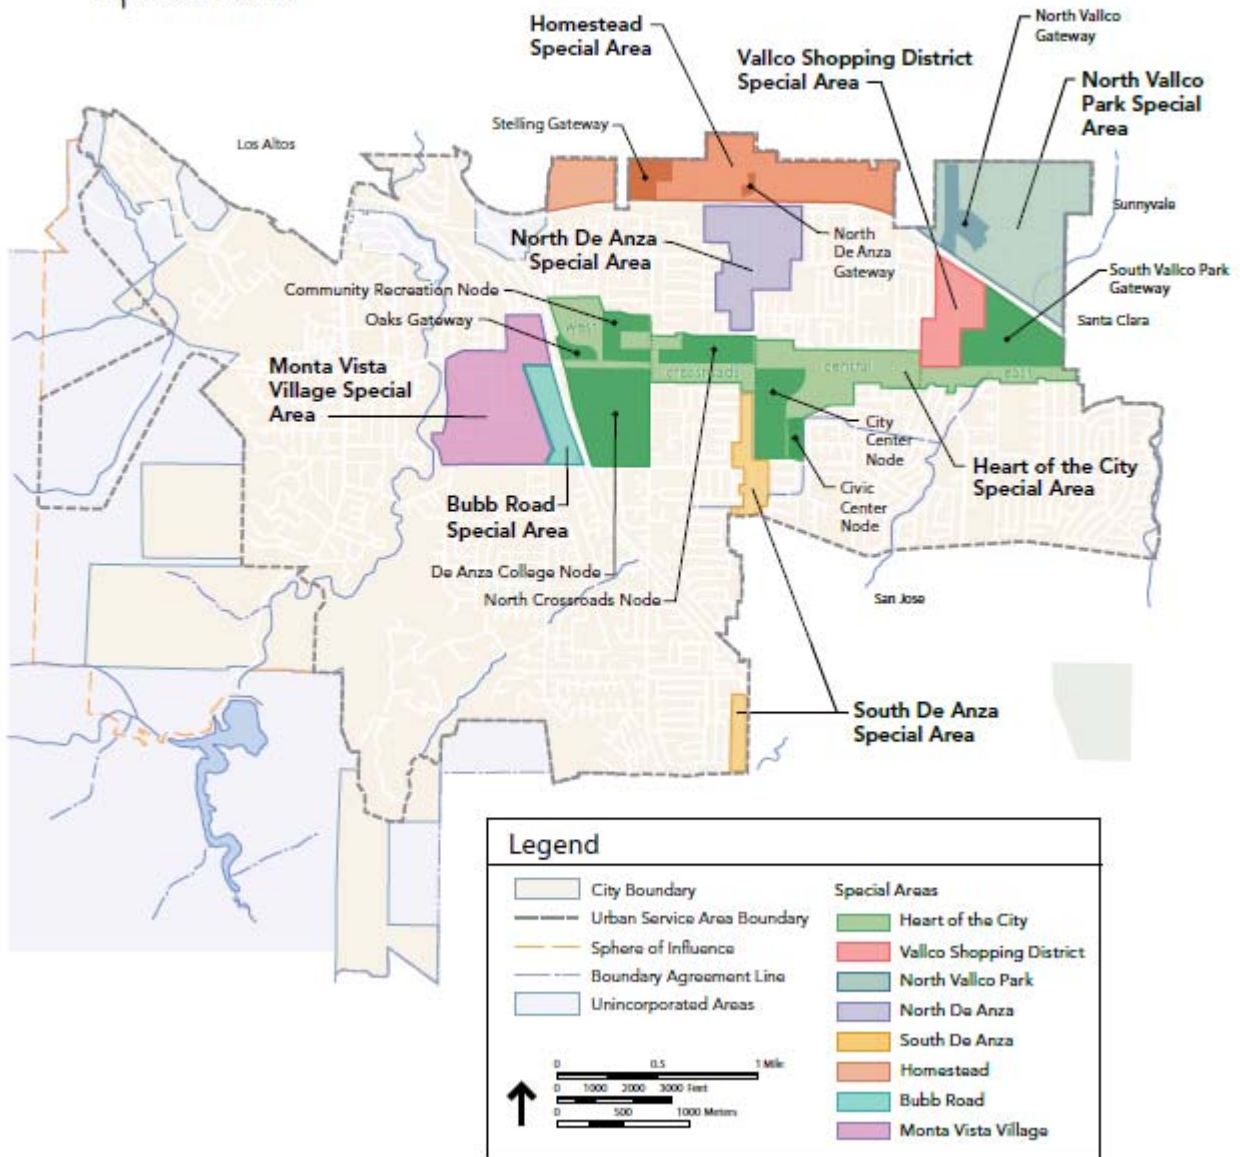 Homestead
Special Area
North Vallco
Gateway
Vallco Shopping District
Special Area
North Vallco
Park Special
Area
Stelling Gateway
Los Altos
Sunnyvale
North De Anza
Special Area
North
De Anza
Gateway
South Vallco Park
Gateway
Community Recreation Node
Oaks Gateway
Santa Clara
west
crossroads
central
east
Monta Vista
Village Special
Area
City
Center
Node
Heart of the City
Special Area
Civic
Center
Node
Bubb Road
Special Area
De Anza College Node
North Crossroads Node
San Jose
South De Anza
Special Area
Legend
City Boundary
Urban Service Area Boundary
Sphere of Influence
Boundary Agreement Line
Unincorporated Areas
Special Areas
Heart of the City
Vallco Shopping District
North Vallco Park
North De Anza
South De Anza
Homestead
Bubb Road
Monta Vista Village
0 0.5 1 Mile
0 1000 2000 3000 Feet
0 500 1000 Meters